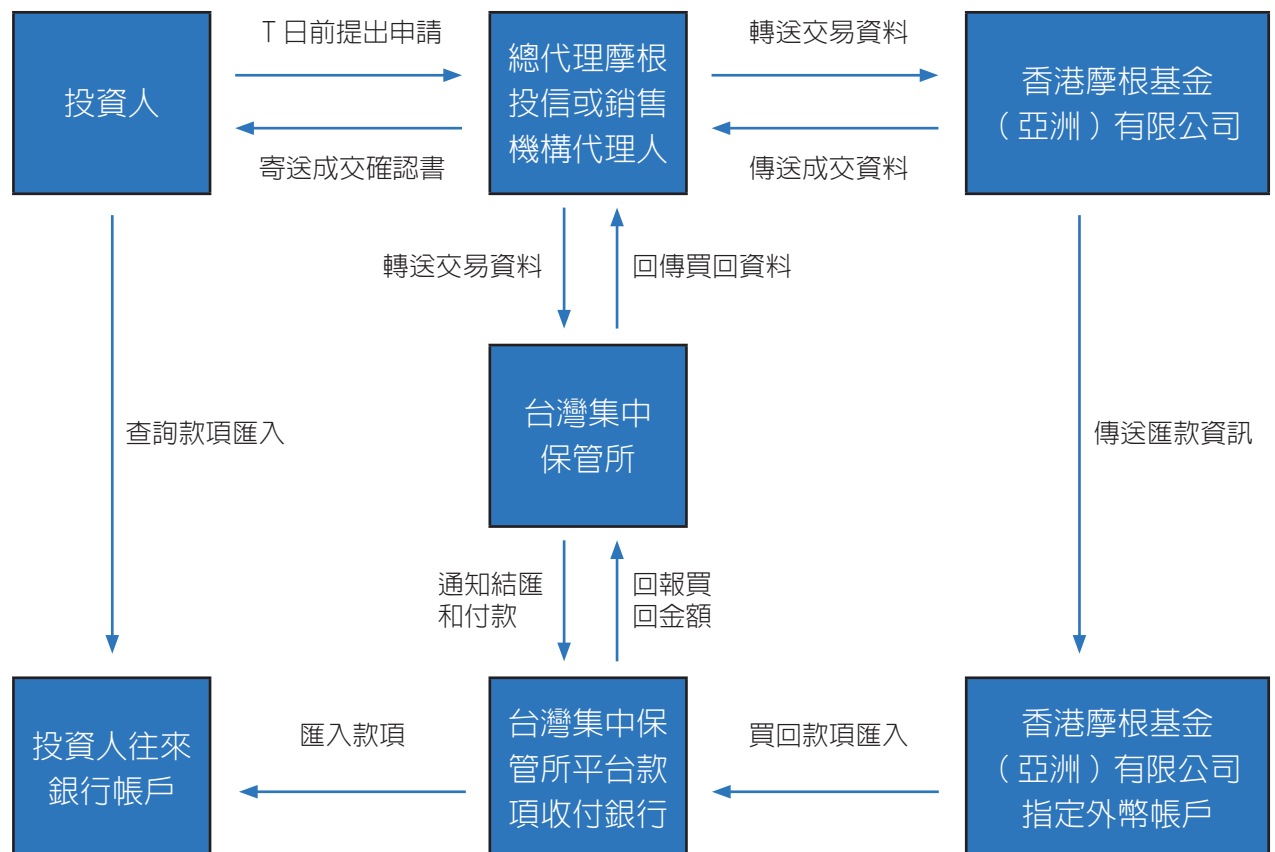 T日前提出申請
轉送交易資料
投資人
總代理摩根
投信或銷售
機構代理人
香港摩根基金
(亞洲)有限公司
寄送成交確認書
傳送成交資料
轉送交易資料
回傳買回資料
查詢款項匯入
台灣集中
保管所
傳送匯款資訊
通知結匯
和付款
回報買
回金額
投資人往來
銀行帳戶
匯入款項
台灣集中保
管所平台款
項收付銀行
買回款項匯入
香港摩根基金
(亞洲)有限公司
指定外幣帳戶